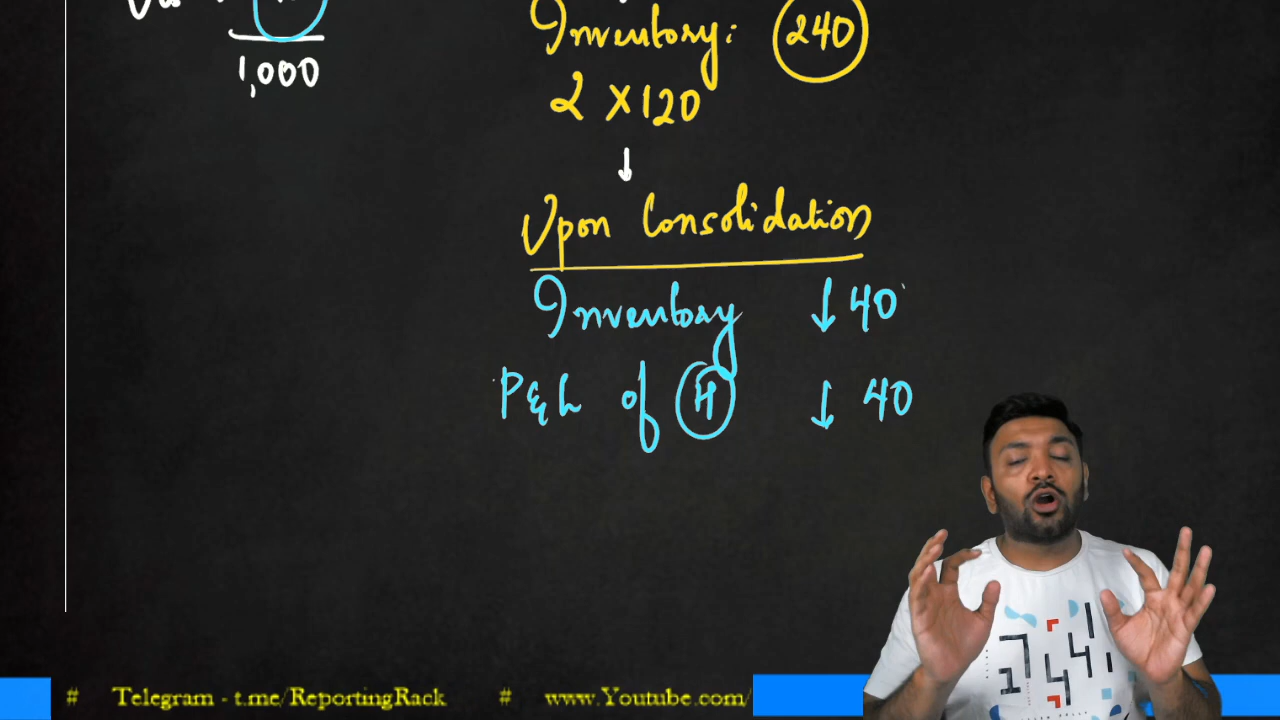 1,000
Inventory: 240
2 X 120
↓
Upon Consolidation
Inventory ↓ 40
P&L of H ↓ 40
# Telegram - t.me/ReportingRack # www.Youtube.com/